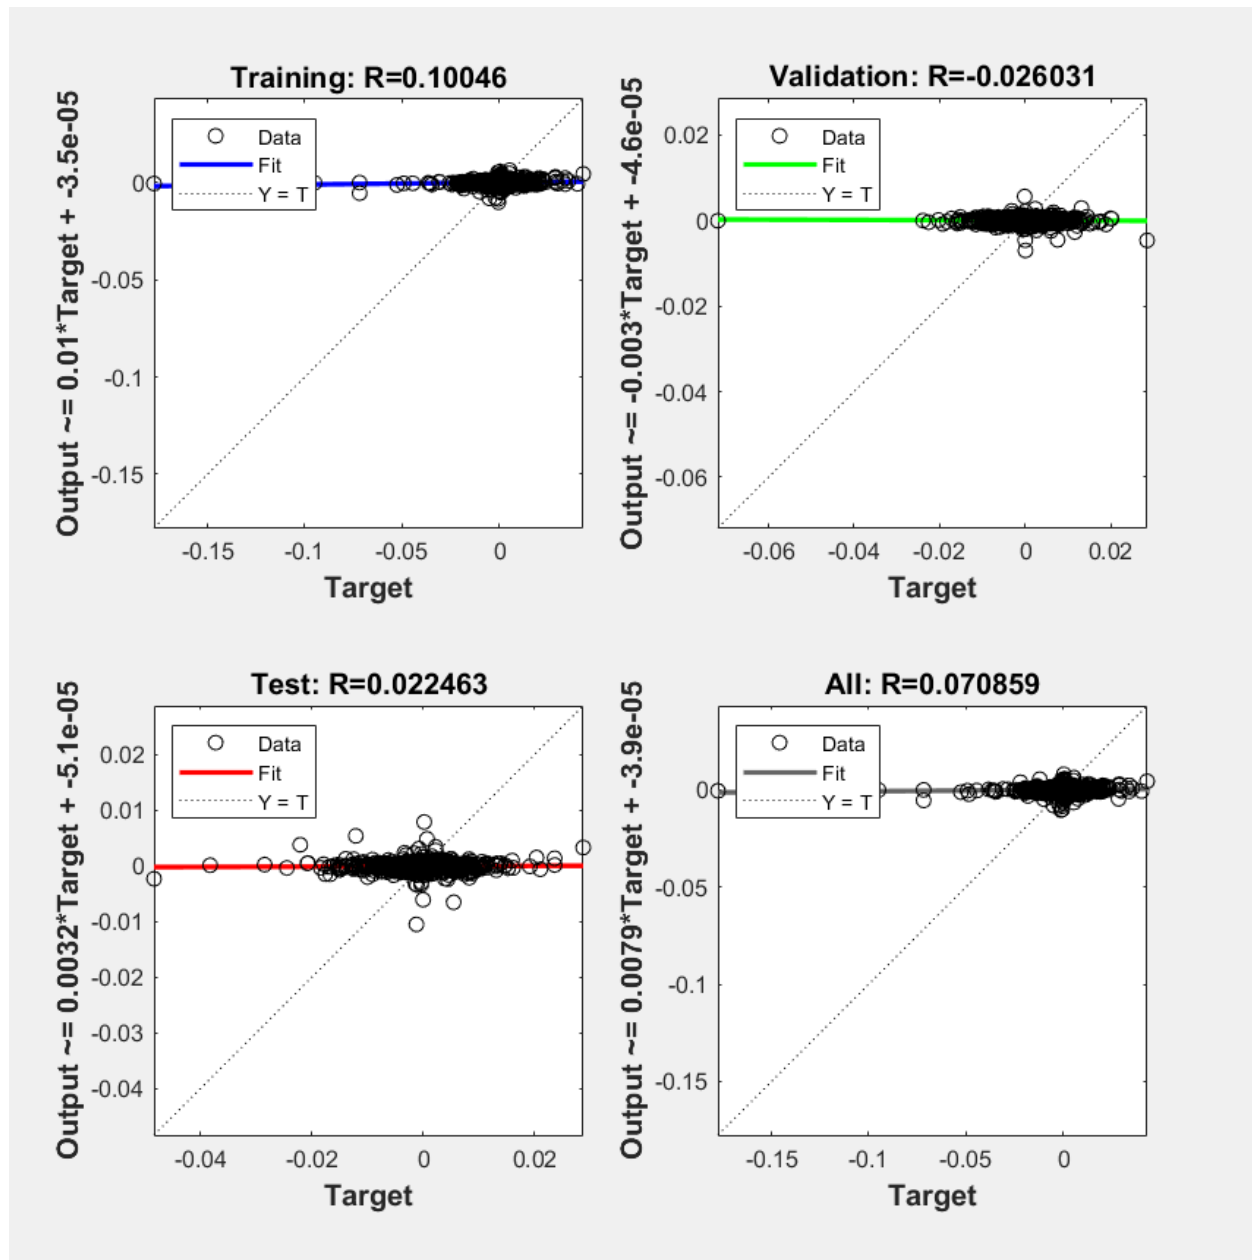 Training: R=0.10046
Output ~= 0.01*Target + -3.5e-05
Data
Fit
Y = T
0
-0.05
-0.1
-0.15
-0.15 -0.1 -0.05 0
Target
Validation: R=-0.026031
Output ~= -0.003*Target + -4.6e-05
Data
Fit
Y = T
0.02
0
-0.02
-0.04
-0.06
-0.06 -0.04 -0.02 0 0.02
Target
Test: R=0.022463
Output ~= 0.0032*Target + -5.1e-05
Data
Fit
Y = T
0.02
0.01
0
-0.01
-0.02
-0.03
-0.04
-0.04 -0.02 0 0.02
Target
All: R=0.070859
Output ~= 0.0079*Target + -3.9e-05
Data
Fit
Y = T
0
-0.05
-0.1
-0.15
-0.15 -0.1 -0.05 0
Target